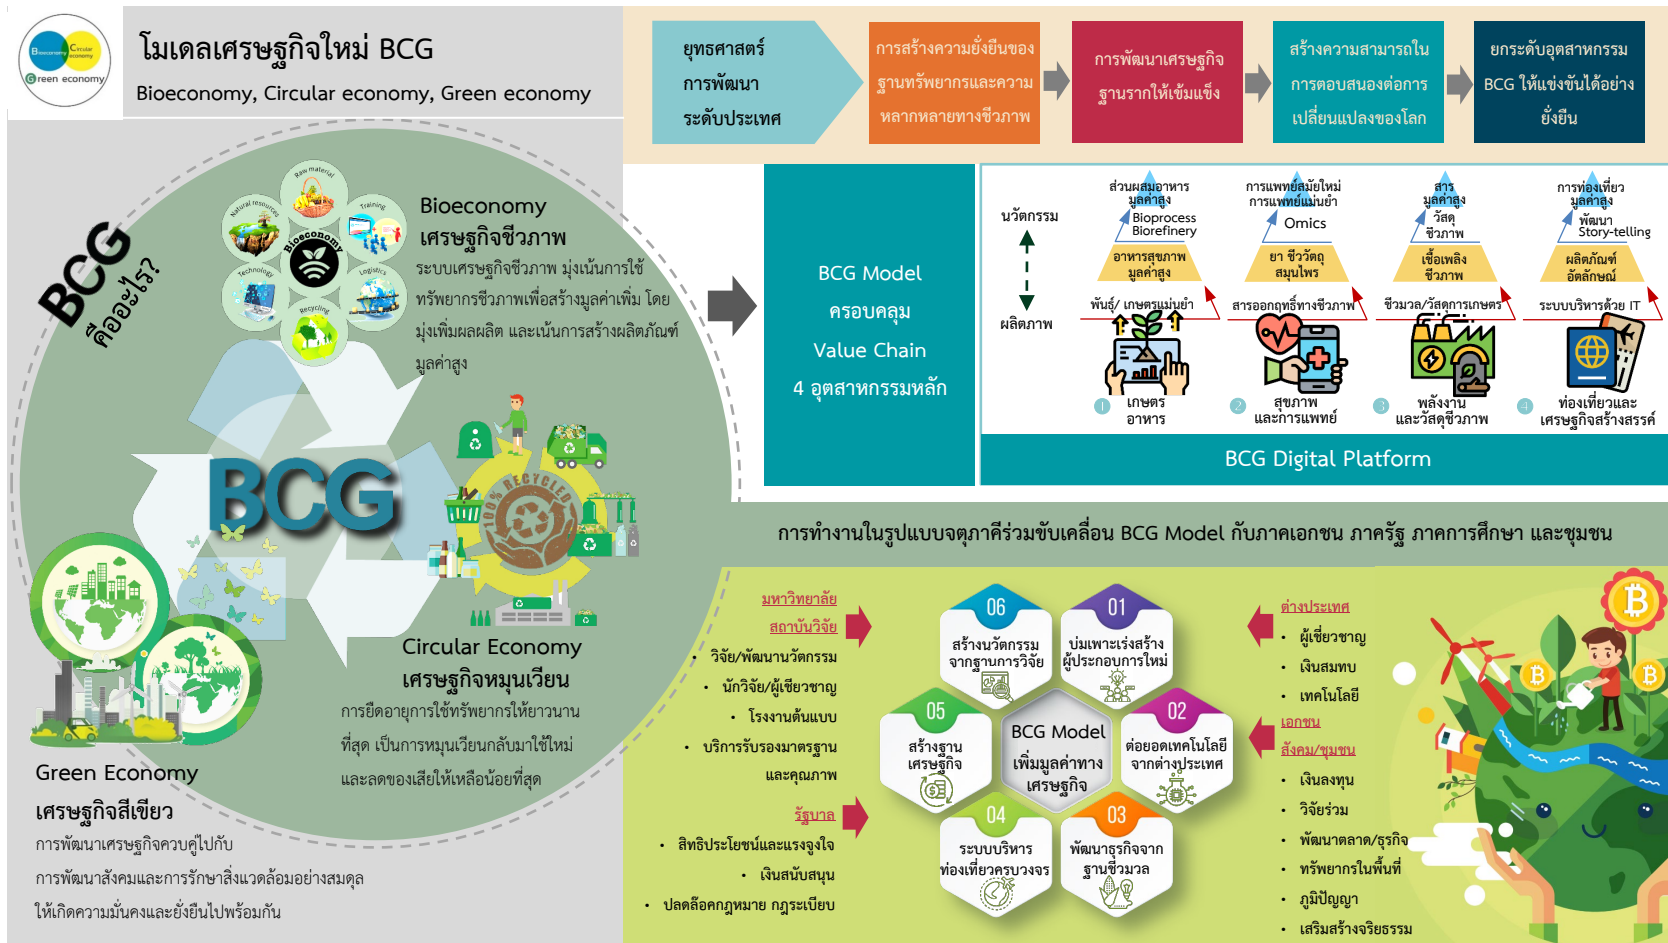 Bioeconomy
Circular
economy
Green economy
โมเดลเศรษฐกิจใหม่ BCG
Bioeconomy, Circular economy, Green economy
ยุทธศาสตร์
การพัฒนา
ระดับประเทศ
การสร้างความยั่งยืนของ
ฐานทรัพยากรและความ
หลากหลายทางชีวภาพ
การพัฒนาเศรษฐกิจ
ฐานรากให้เข้มแข็ง
สร้างความสามารถใน
การตอบสนองต่อการ
เปลี่ยนแปลงของโลก
ยกระดับอุตสาหกรรม
BCG ให้แข่งขันได้อย่าง
ยั่งยืน
BCG
คืออะไร?
Raw material
Natural resources
Training
Bioeconomy
Technology
Logistics
Recycling
Bioeconomy
เศรษฐกิจชีวภาพ
ระบบเศรษฐกิจชีวภาพ มุ่งเน้นการใช้
ทรัพยากรชีวภาพเพื่อสร้างมูลค่าเพิ่ม โดย
มุ่งเพิ่มผลผลิต และเน้นการสร้างผลิตภัณฑ์
มูลค่าสูง
BCG
100% RECYCLED
Circular Economy
เศรษฐกิจหมุนเวียน
การยืดอายุการใช้ทรัพยากรให้ยาวนาน
ที่สุด เป็นการหมุนเวียนกลับมาใช้ใหม่
และลดของเสียให้เหลือน้อยที่สุด
Green Economy
เศรษฐกิจสีเขียว
การพัฒนาเศรษฐกิจควบคู่ไปกับ
การพัฒนาสังคมและการรักษาสิ่งแวดล้อมอย่างสมดุล
ให้เกิดความมั่นคงและยั่งยืนไปพร้อมกัน
BCG Model
ครอบคลุม
Value Chain
4 อุตสาหกรรมหลัก
นวัตกรรม
ผลิตภาพ
ส่วนผสมอาหาร
มูลค่าสูง
Bioprocess
Biorefinery
อาหารสุขภาพ
มูลค่าสูง
พันธุ์/ เกษตรแม่นยำ
1
เกษตร
อาหาร
การแพทย์สมัยใหม่
การแพทย์แม่นยำ
Omics
ยา ชีววัตถุ
สมุนไพร
สารออกฤทธิ์ทางชีวภาพ
2
สุขภาพ
และการแพทย์
สาร
มูลค่าสูง
วัสดุ
ชีวภาพ
เชื้อเพลิง
ชีวภาพ
ชีวมวล/วัสดุการเกษตร
3
พลังงาน
และวัสดุชีวภาพ
การท่องเที่ยว
มูลค่าสูง
พัฒนา
Story-telling
ผลิตภัณฑ์
อัตลักษณ์
ระบบบริหารด้วย IT
4
ท่องเที่ยวและ
เศรษฐกิจสร้างสรรค์
BCG Digital Platform
การทำงานในรูปแบบจตุภาคีร่วมขับเคลื่อน BCG Model กับภาคเอกชน ภาครัฐ ภาคการศึกษา และชุมชน
มหาวิทยาลัย
สถาบันวิจัย
• วิจัย/พัฒนานวัตกรรม
• นักวิจัย/ผู้เชียวชาญ
• โรงงานต้นแบบ
• บริการรับรองมาตรฐาน
และคุณภาพ
รัฐบาล
• สิทธิประโยชน์และแรงจูงใจ
• เงินสนับสนุน
• ปลดล๊อคกฎหมาย กฎระเบียบ
06
สร้างนวัตกรรม
จากฐานการวิจัย
01
บ่มเพาะเร่งสร้าง
ผู้ประกอบการใหม่
05
สร้างฐาน
เศรษฐกิจ
BCG Model
เพิ่มมูลค่าทาง
เศรษฐกิจ
02
ต่อยอดเทคโนโลยี
จากต่างประเทศ
04
ระบบบริหาร
ท่องเที่ยวครบวงจร
03
พัฒนาธุรกิจจาก
ฐานชีวมวล
ต่างประเทศ
• ผู้เชี่ยวชาญ
• เงินสมทบ
• เทคโนโลยี
เอกชน
สังคม/ชุมชน
• เงินลงทุน
• วิจัยร่วม
• พัฒนาตลาด/ธุรกิจ
• ทรัพยากรในพื้นที่
• ภูมิปัญญา
• เสริมสร้างจริยธรรม